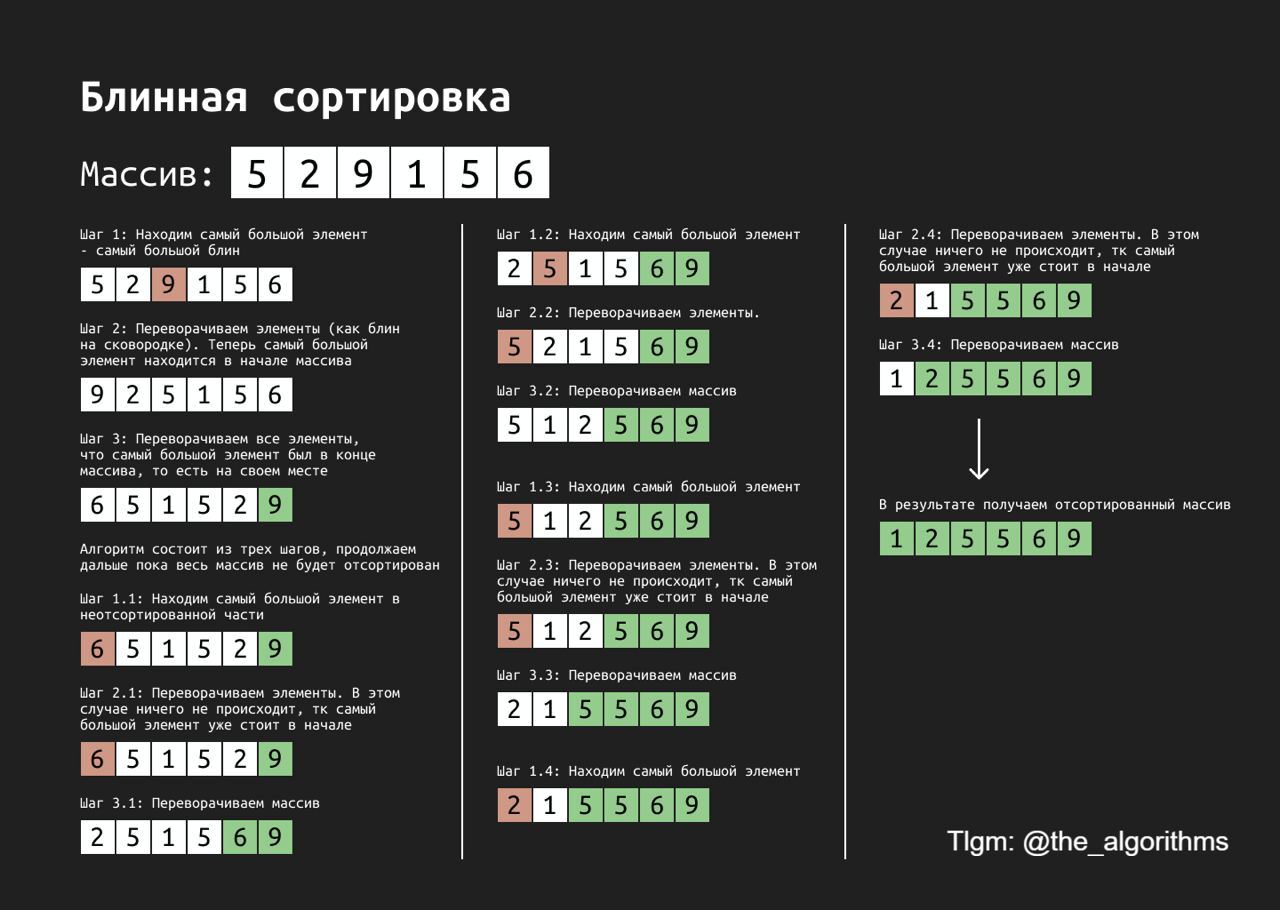 Блинная сортировка
Массив: 5 2 9 1 5 6
Шаг 1: Находим самый большой элемент
- самый большой блин
5 2 9 1 5 6
Шаг 2: Переворачиваем элементы (как блин
на сковородке). Теперь самый большой
элемент находится в начале массива
9 2 5 1 5 6
Шаг 3: Переворачиваем все элементы,
что самый большой элемент был в конце
массива, то есть на своем месте
6 5 1 5 2 9
Алгоритм состоит из трех шагов, продолжаем
дальше пока весь массив не будет отсортирован
Шаг 1.1: Находим самый большой элемент в
неотсортированной части
6 5 1 5 2 9
Шаг 2.1: Переворачиваем элементы. В этом
случае ничего не происходит, тк самый
большой элемент уже стоит в начале
6 5 1 5 2 9
Шаг 3.1: Переворачиваем массив
2 5 1 5 6 9
Шаг 1.2: Находим самый большой элемент
2 5 1 5 6 9
Шаг 2.2: Переворачиваем элементы.
5 2 1 5 6 9
Шаг 3.2: Переворачиваем массив
5 1 2 5 6 9
Шаг 1.3: Находим самый большой элемент
5 1 2 5 6 9
Шаг 2.3: Переворачиваем элементы. В этом
случае ничего не происходит, тк самый
большой элемент уже стоит в начале
5 1 2 5 6 9
Шаг 3.3: Переворачиваем массив
2 1 5 5 6 9
Шаг 1.4: Находим самый большой элемент
2 1 5 5 6 9
Шаг 2.4: Переворачиваем элементы. В этом
случае ничего не происходит, тк самый
большой элемент уже стоит в начале
2 1 5 5 6 9
Шаг 3.4: Переворачиваем массив
1 2 5 5 6 9
В результате получаем отсортированный массив
1 2 5 5 6 9
Tlgm: @the_algorithms